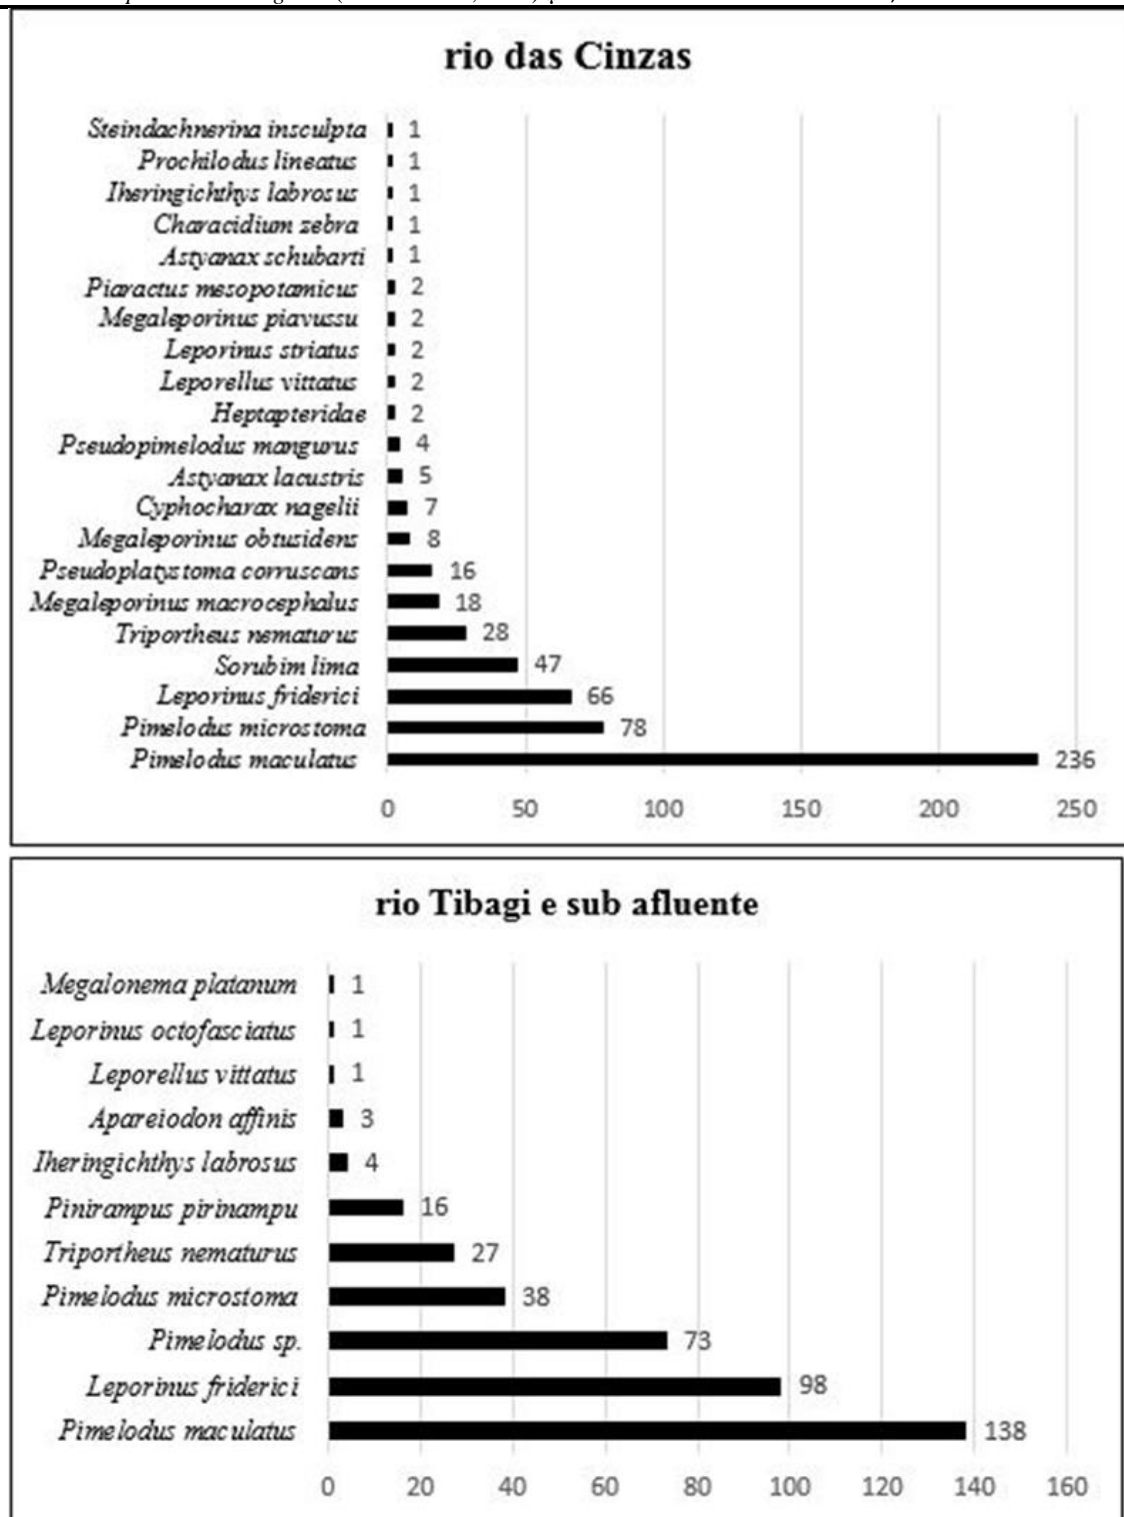 rio das Cinzas
Steindachnerina insculpta 1
Prochilodus lineatus 1
Iheringichthys labrosus 1
Characidium zebra 1
Astyanax schubarti 1
Piaractus mesopotamicus 2
Megaleporinus piavussu 2
Leporinus striatus 2
Leporellus vittatus 2
Heptapteridae 2
Pseudopimelodus mangurus 4
Astyanax lacustris 5
Cyphocharax nagelii 7
Megaleporinus obtusidens 8
Pseudoplatystoma corruscans 16
Megaleporinus macrocephalus 18
Triportheus nematurus 28
Sorubim lima 47
Leporinus friderici 66
Pimelodus microstoma 78
Pimelodus maculatus 236
0 50 100 150 200 250
rio Tibagi e sub afluente
Megalonema platanum 1
Leporinus octofasciatus 1
Leporellus vittatus 1
Apareiodon affinis 3
Iheringichthys labrosus 4
Pinirampus pirinampu 16
Triportheus nematurus 27
Pimelodus microstoma 38
Pimelodus sp. 73
Leporinus friderici 98
Pimelodus maculatus 138
0 20 40 60 80 100 120 140 160